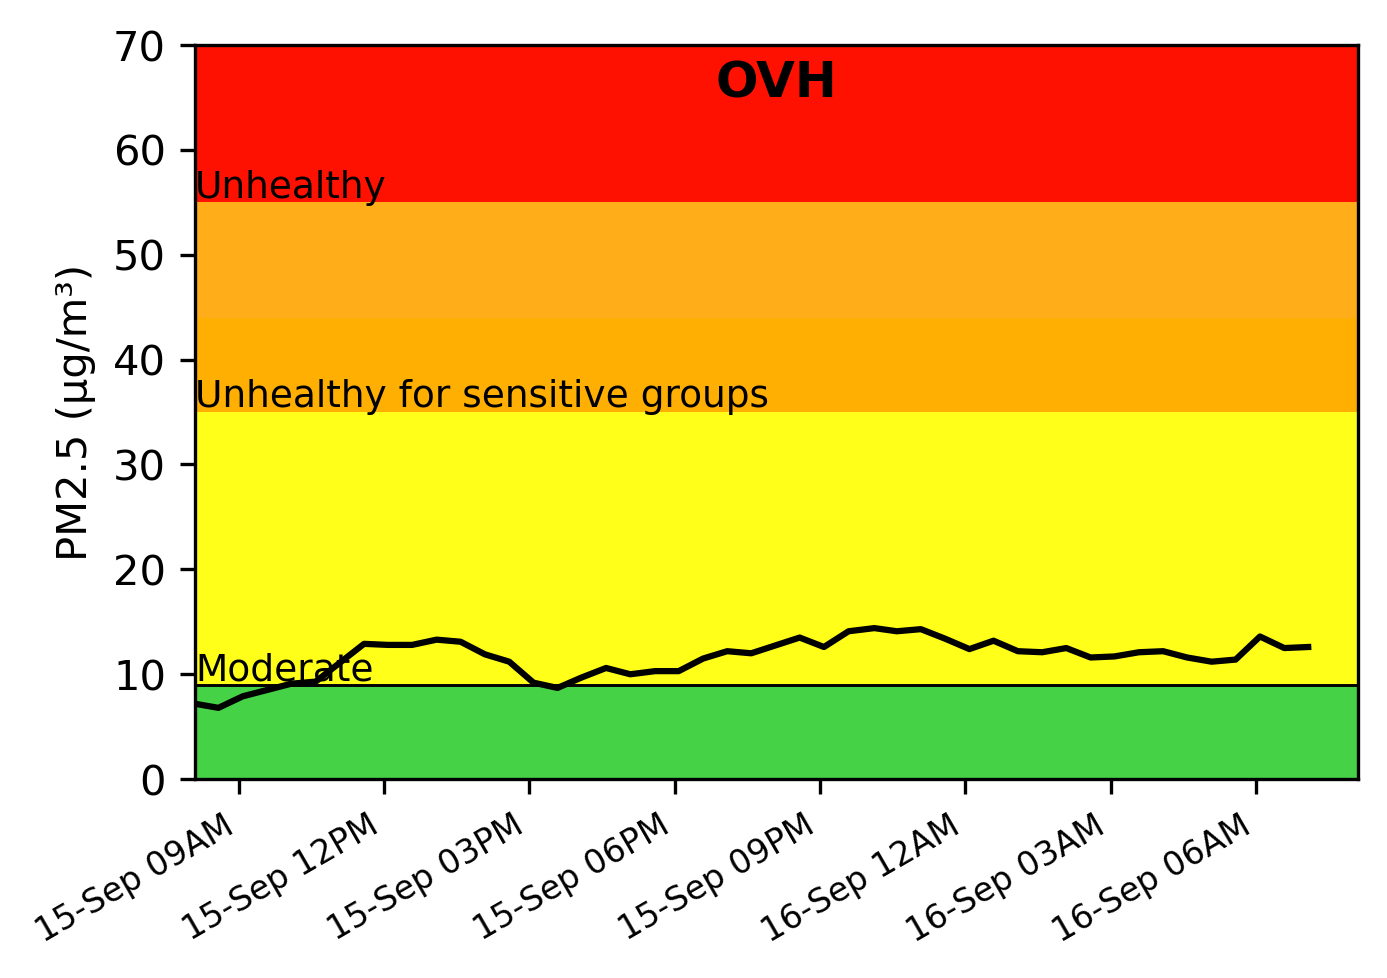 OVH
70
60
50
40
30
20
10
0
PM2.5 (µg/m³)
Unhealthy
Unhealthy for sensitive groups
Moderate
15-Sep 09AM
15-Sep 12PM
15-Sep 03PM
15-Sep 06PM
15-Sep 09PM
16-Sep 12AM
16-Sep 03AM
16-Sep 06AM